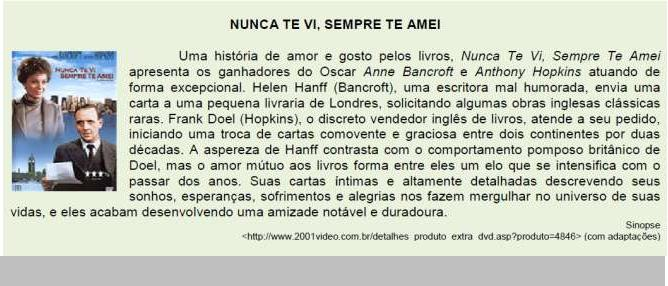 NUNCA TE VI, SEMPRE TE AMEI
NUNCA TE VI
SEMPRE TE AMEI
Uma história de amor e gosto pelos livros, Nunca Te Vi, Sempre Te Amei
apresenta os ganhadores do Oscar Anne Bancroft e Anthony Hopkins atuando de
forma excepcional. Helen Hanff (Bancroft), uma escritora mal humorada, envia uma
carta a uma pequena livraria de Londres, solicitando algumas obras inglesas clássicas
raras. Frank Doel (Hopkins), o discreto vendedor inglês de livros, atende a seu pedido,
iniciando uma troca de cartas comovente e graciosa entre dois continentes por duas
décadas. A aspereza de Hanff contrasta com o comportamento pomposo britânico de
Doel, mas o amor mútuo aos livros forma entre eles um elo que se intensifica com o
passar dos anos. Suas cartas íntimas e altamente detalhadas descrevendo seus
sonhos, esperanças, sofrimentos e alegrias nos fazem mergulhar no universo de suas
vidas, e eles acabam desenvolvendo uma amizade notável e duradoura.
Sinopse
<http://www.2001video.com.br/detalhes produto extra dvd.asp?produto=4846> (com adaptações)